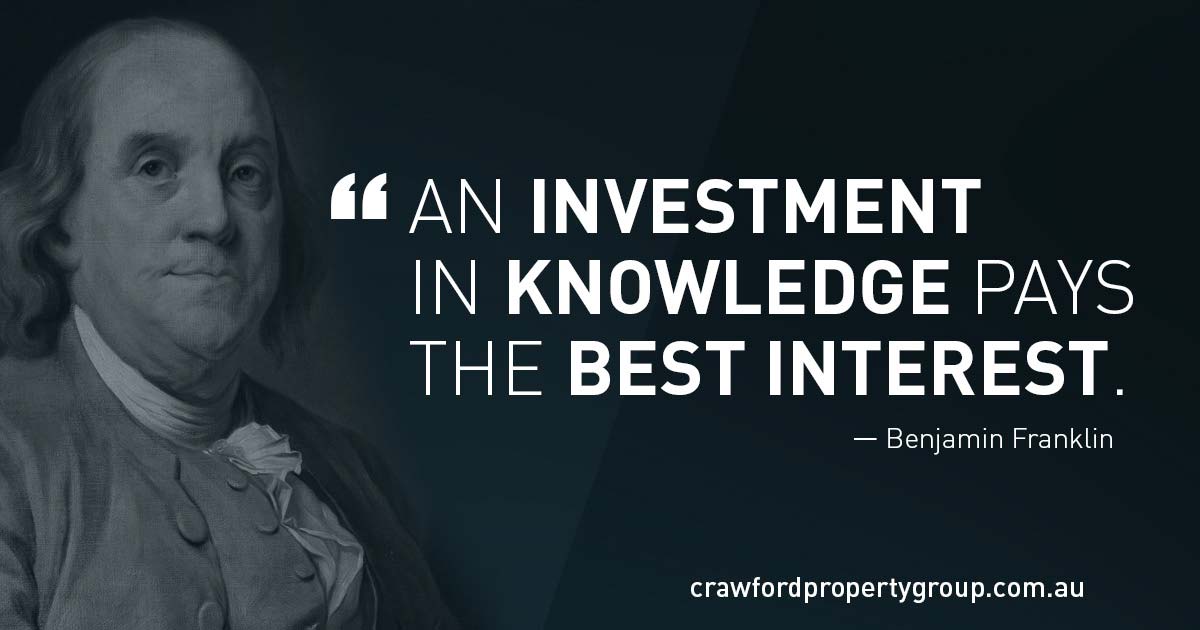 “ AN INVESTMENT
IN KNOWLEDGE PAYS
THE BEST INTEREST.
— Benjamin Franklin
crawfordpropertygroup.com.au